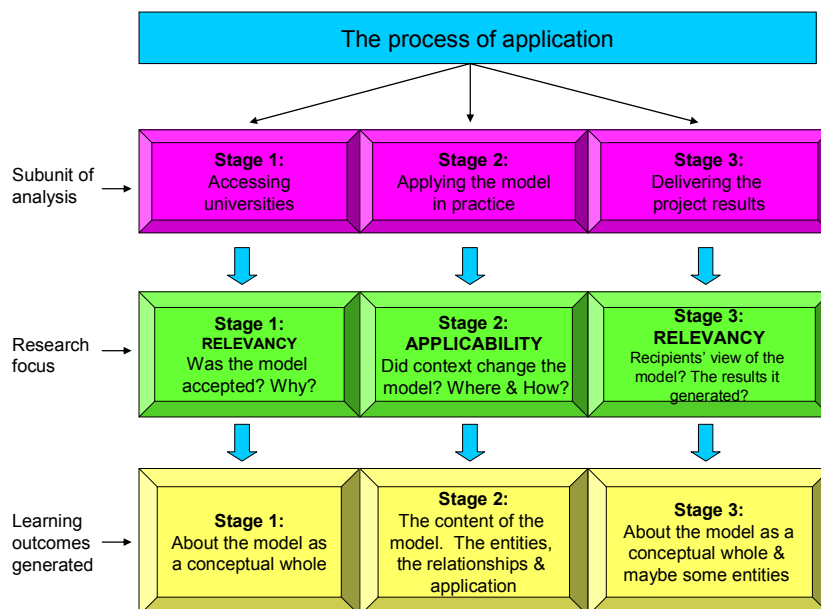 The process of application
Subunit of
analysis
Stage 1:
Accessing
universities
Stage 2:
Applying the model
in practice
Stage 3:
Delivering the
project results
Research
focus
Stage 1:
RELEVANCY
Was the model
accepted? Why?
Stage 2:
APPLICABILITY
Did context change the
model? Where & How?
Stage 3:
RELEVANCY
Recipients' view of the
model? The results it
generated?
Learning
outcomes
generated
Stage 1:
About the model as
a conceptual whole
Stage 2:
The content of the
model. The entities,
the relationships &
application
Stage 3:
About the model as a
conceptual whole &
maybe some entities